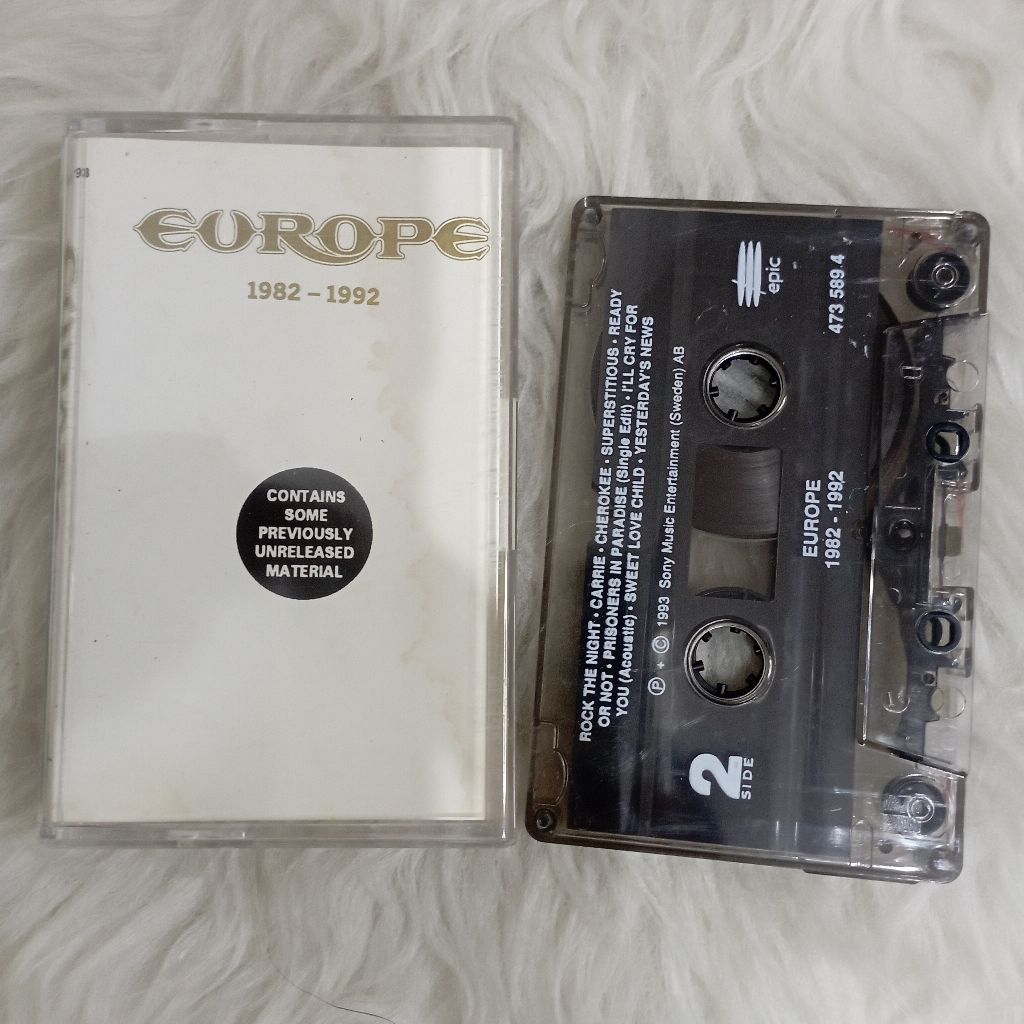 EUROPE
1982 – 1992
CONTAINS
SOME
PREVIOUSLY
UNRELEASED
MATERIAL
ROCK THE NIGHT · CARRIE · CHEROKEE · SUPERSTITIOUS · READY
OR NOT · PRISONERS IN PARADISE (Single Edit) · I'LL CRY FOR
YOU (Acoustic) · SWEET LOVE CHILD · YESTERDAY'S NEWS
Ⓟ + © 1993 Sony Music Entertainment (Sweden) AB
2
SIDE
epic
473 589.4
EUROPE
1982 - 1992